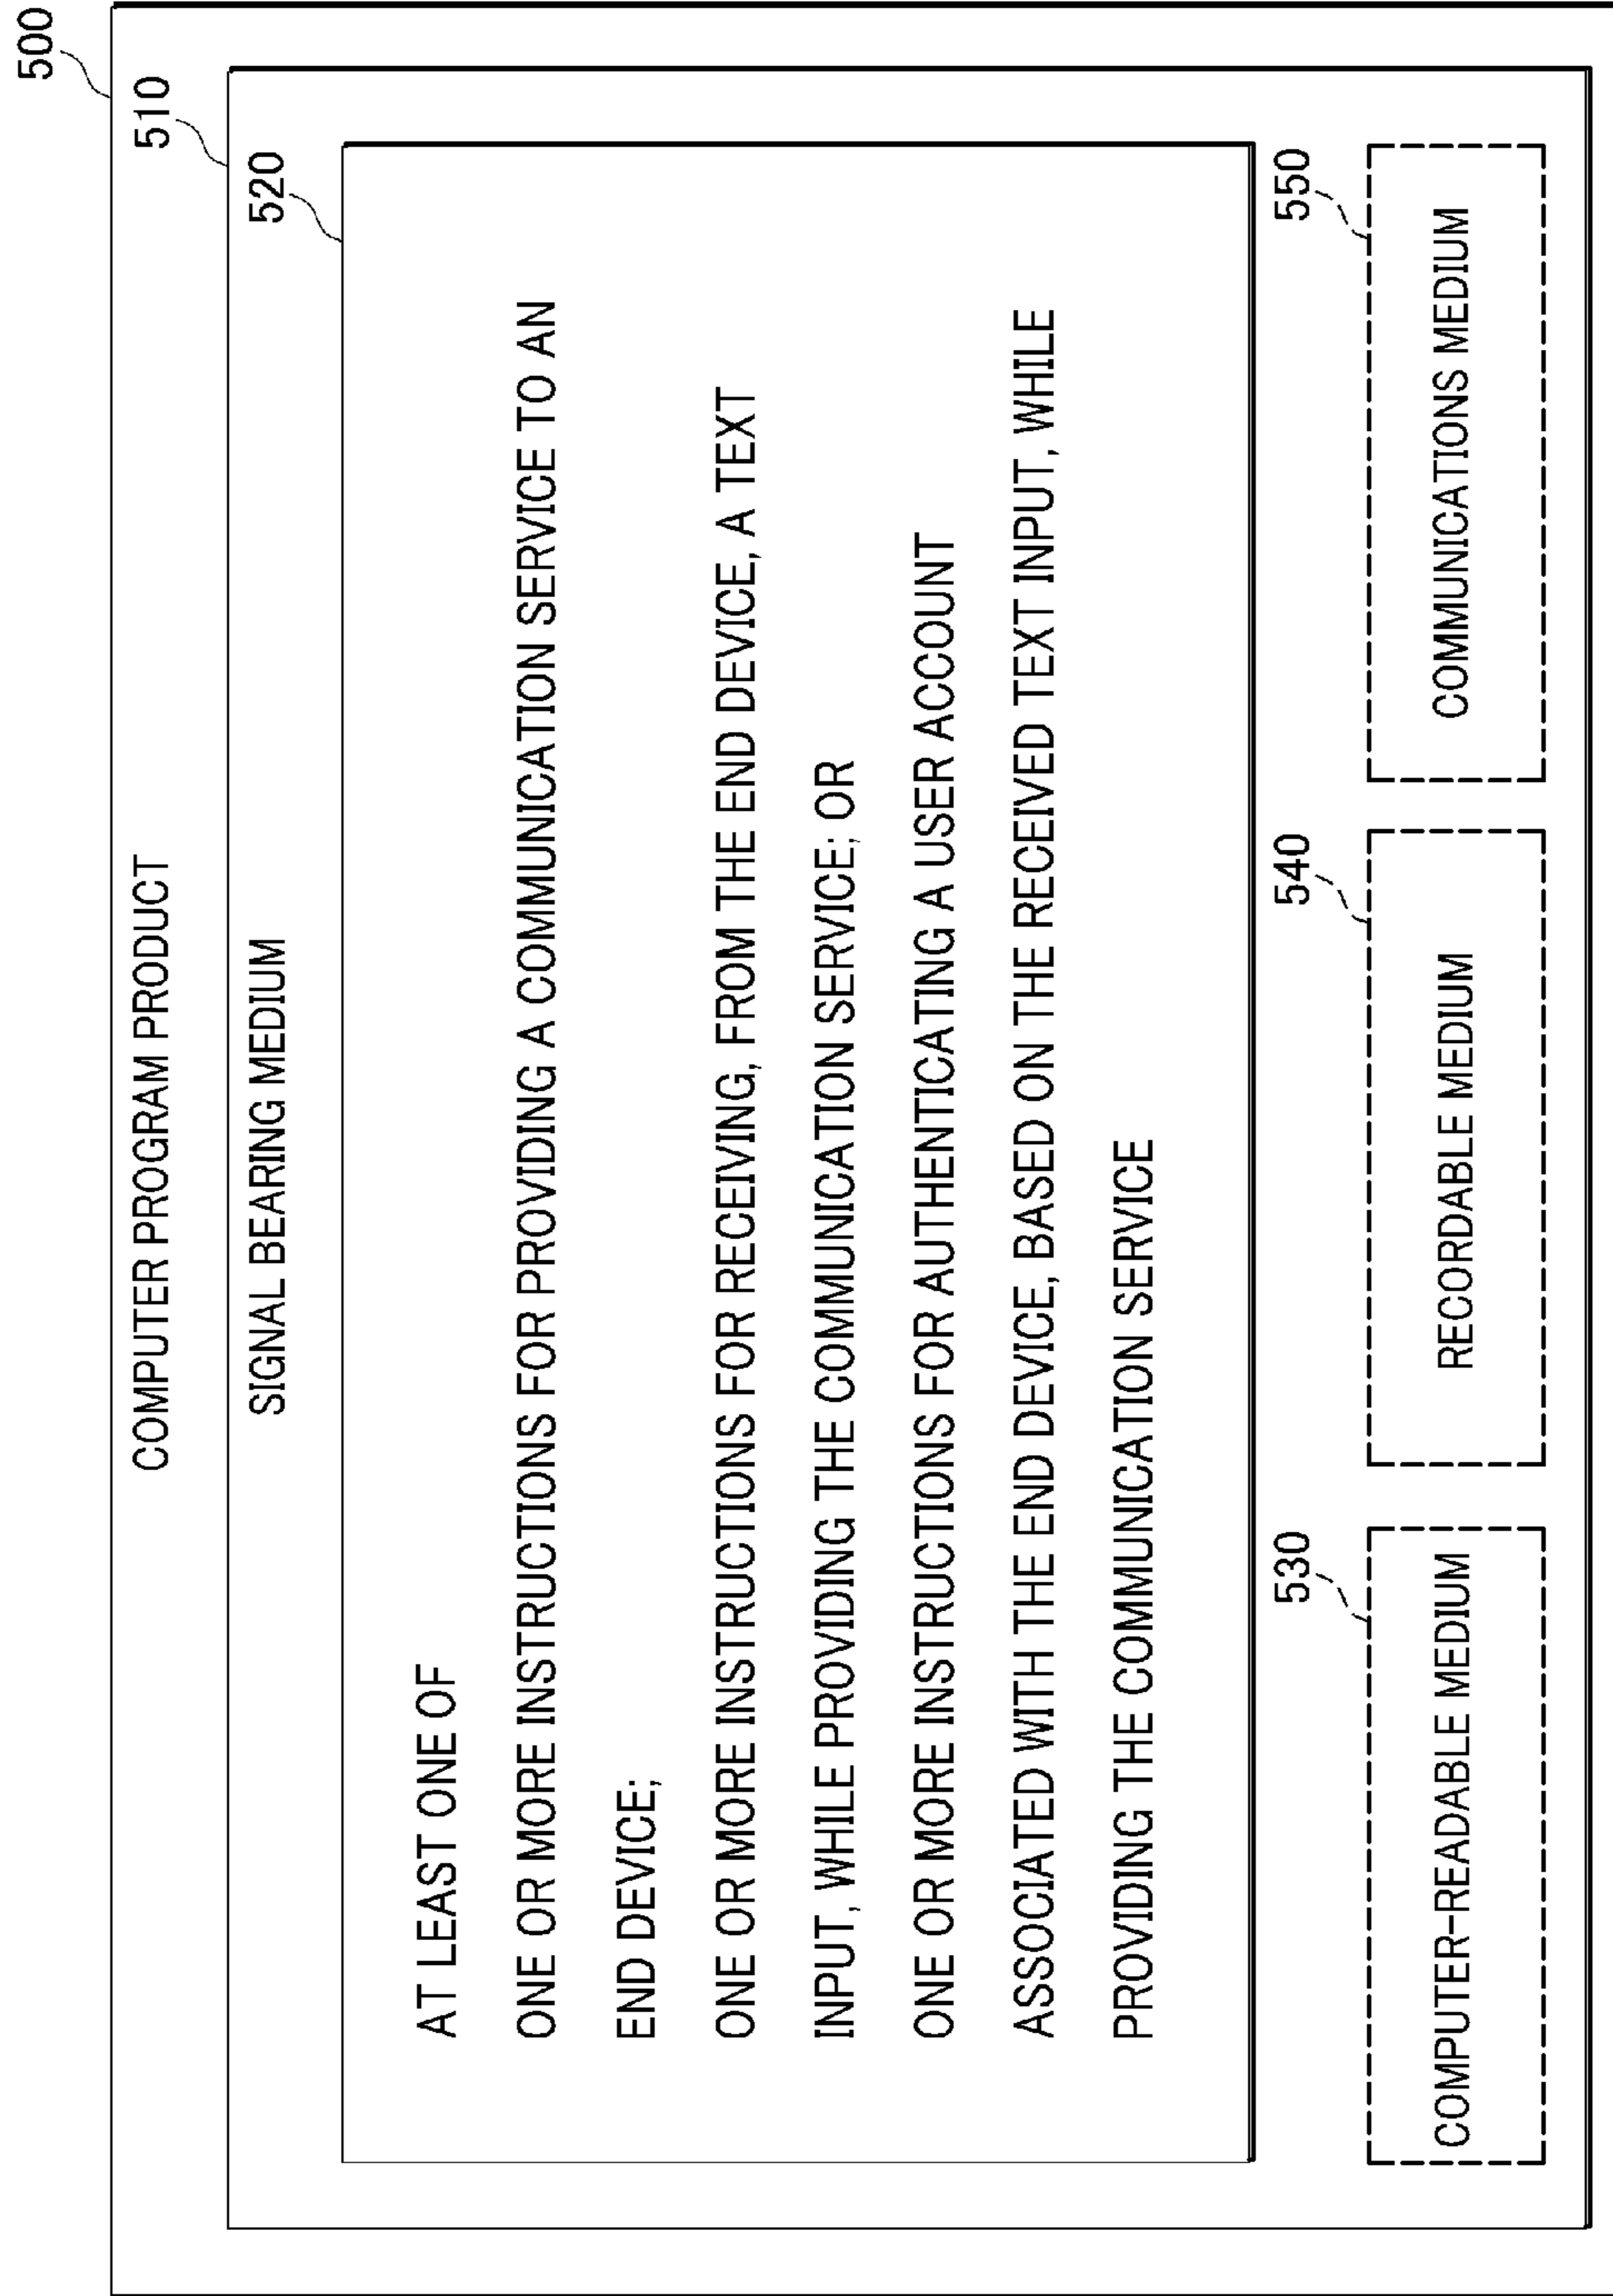 500
COMPUTER PROGRAM PRODUCT
510
SIGNAL BEARING MEDIUM
520
AT LEAST ONE OF
ONE OR MORE INSTRUCTIONS FOR PROVIDING A COMMUNICATION SERVICE TO AN
END DEVICE;
ONE OR MORE INSTRUCTIONS FOR RECEIVING, FROM THE END DEVICE, A TEXT
INPUT, WHILE PROVIDING THE COMMUNICATION SERVICE; OR
ONE OR MORE INSTRUCTIONS FOR AUTHENTICATING A USER ACCOUNT
ASSOCIATED WITH THE END DEVICE, BASED ON THE RECEIVED TEXT INPUT, WHILE
PROVIDING THE COMMUNICATION SERVICE
530
COMPUTER-READABLE MEDIUM
540
RECORDABLE MEDIUM
550
COMMUNICATIONS MEDIUM